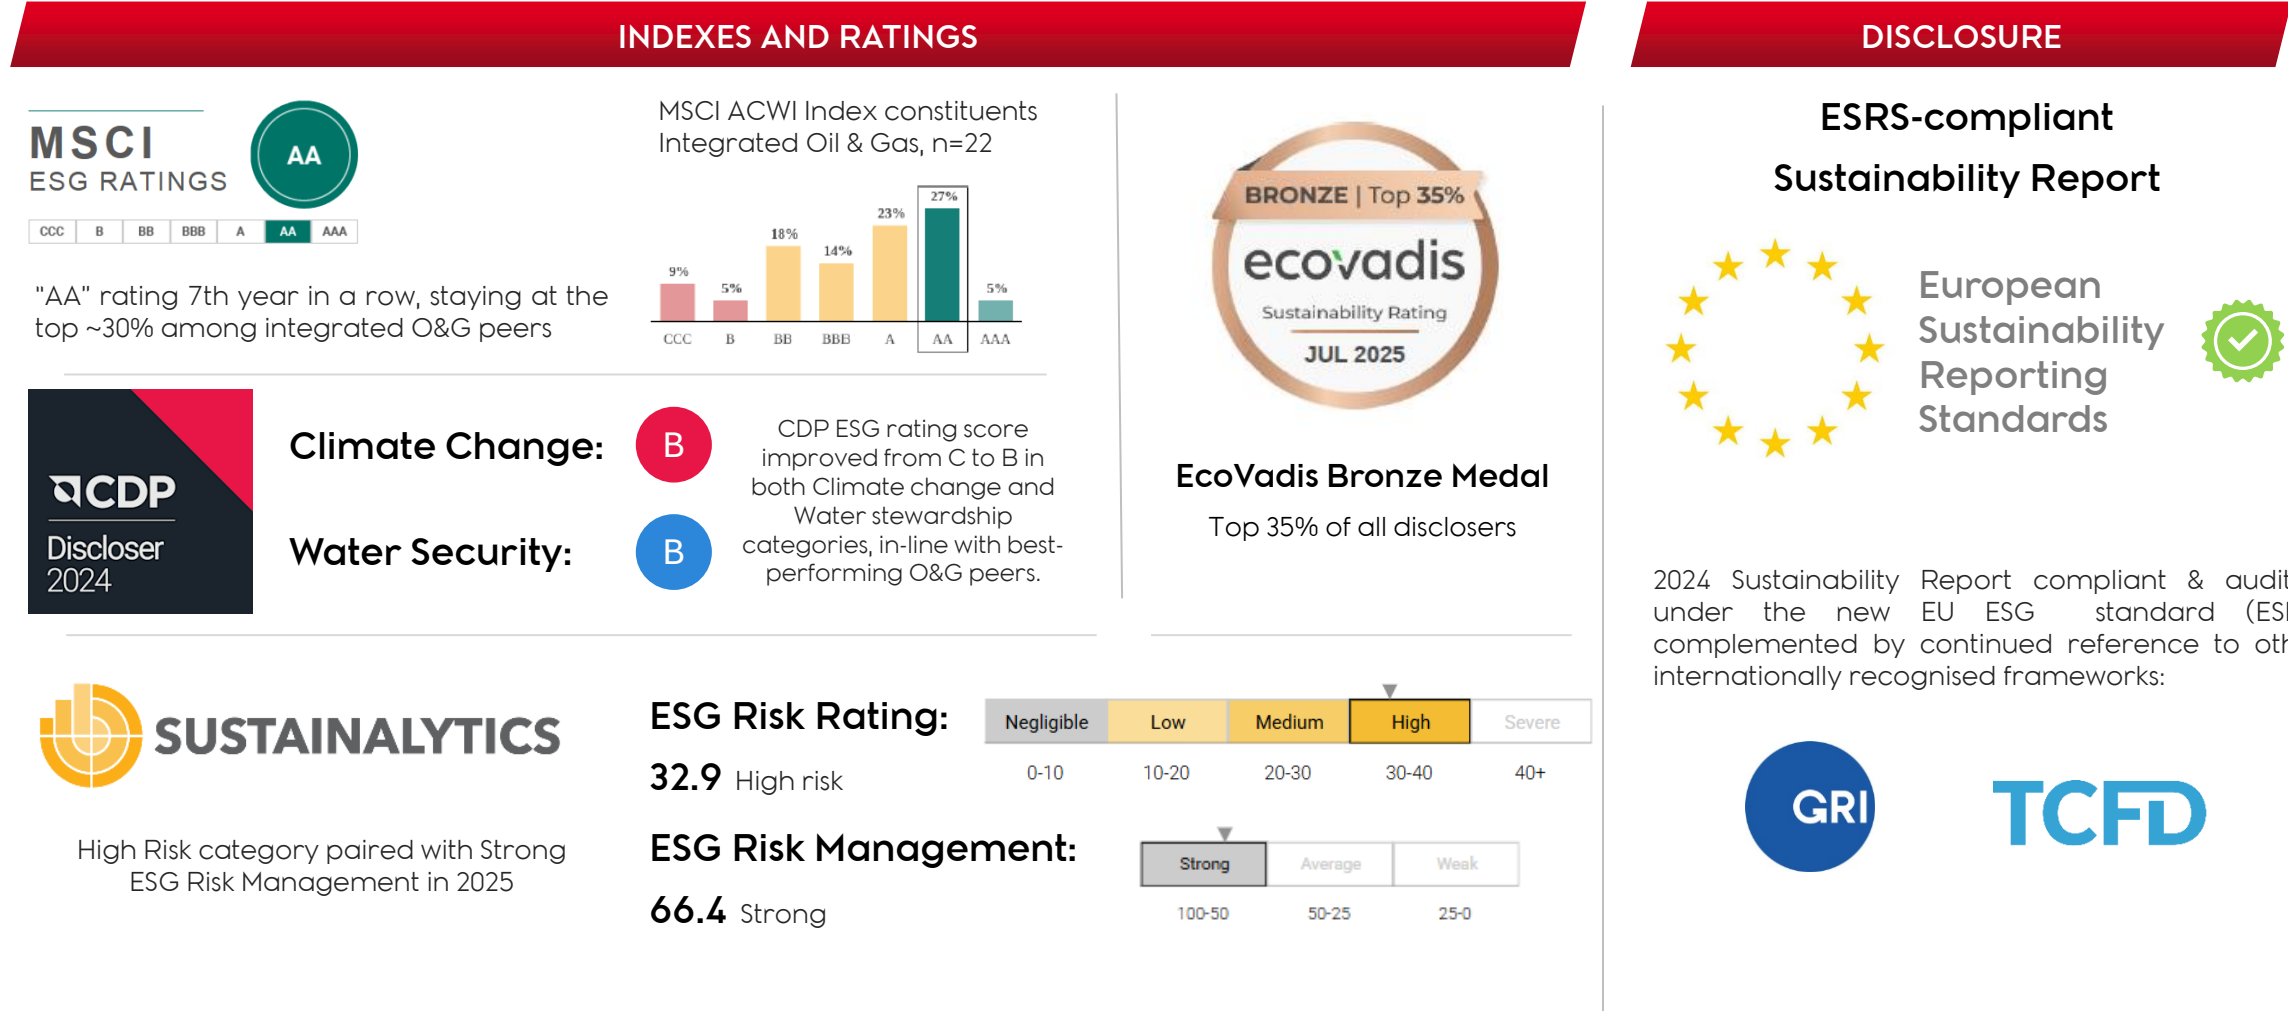 INDEXES AND RATINGS
DISCLOSURE
MSCI
ESG RATINGS
AA
CCC B BB BBB A AA AAA
"AA" rating 7th year in a row, staying at the
top ~30% among integrated O&G peers
MSCI ACWI Index constituents
Integrated Oil & Gas, n=22
9% 5% 18% 14% 23% 27% 5%
CCC B BB BBB A AA AAA
CDP
Discloser
2024
Climate Change: B
Water Security: B
CDP ESG rating score
improved from C to B in
both Climate change and
Water stewardship
categories, in-line with best-
performing O&G peers.
BRONZE | Top 35%
ecovadis
Sustainability Rating
JUL 2025
EcoVadis Bronze Medal
Top 35% of all disclosers
SUSTAINALYTICS
High Risk category paired with Strong
ESG Risk Management in 2025
ESG Risk Rating:
32.9 High risk
Negligible Low Medium High Severe
0-10 10-20 20-30 30-40 40+
ESG Risk Management:
66.4 Strong
Strong Average Weak
100-50 50-25 25-0
ESRS-compliant
Sustainability Report
European
Sustainability
Reporting
Standards
2024 Sustainability Report compliant &
under the new EU ESG standard
complemented by continued reference to
internationally recognised frameworks:
GRI
TCFD